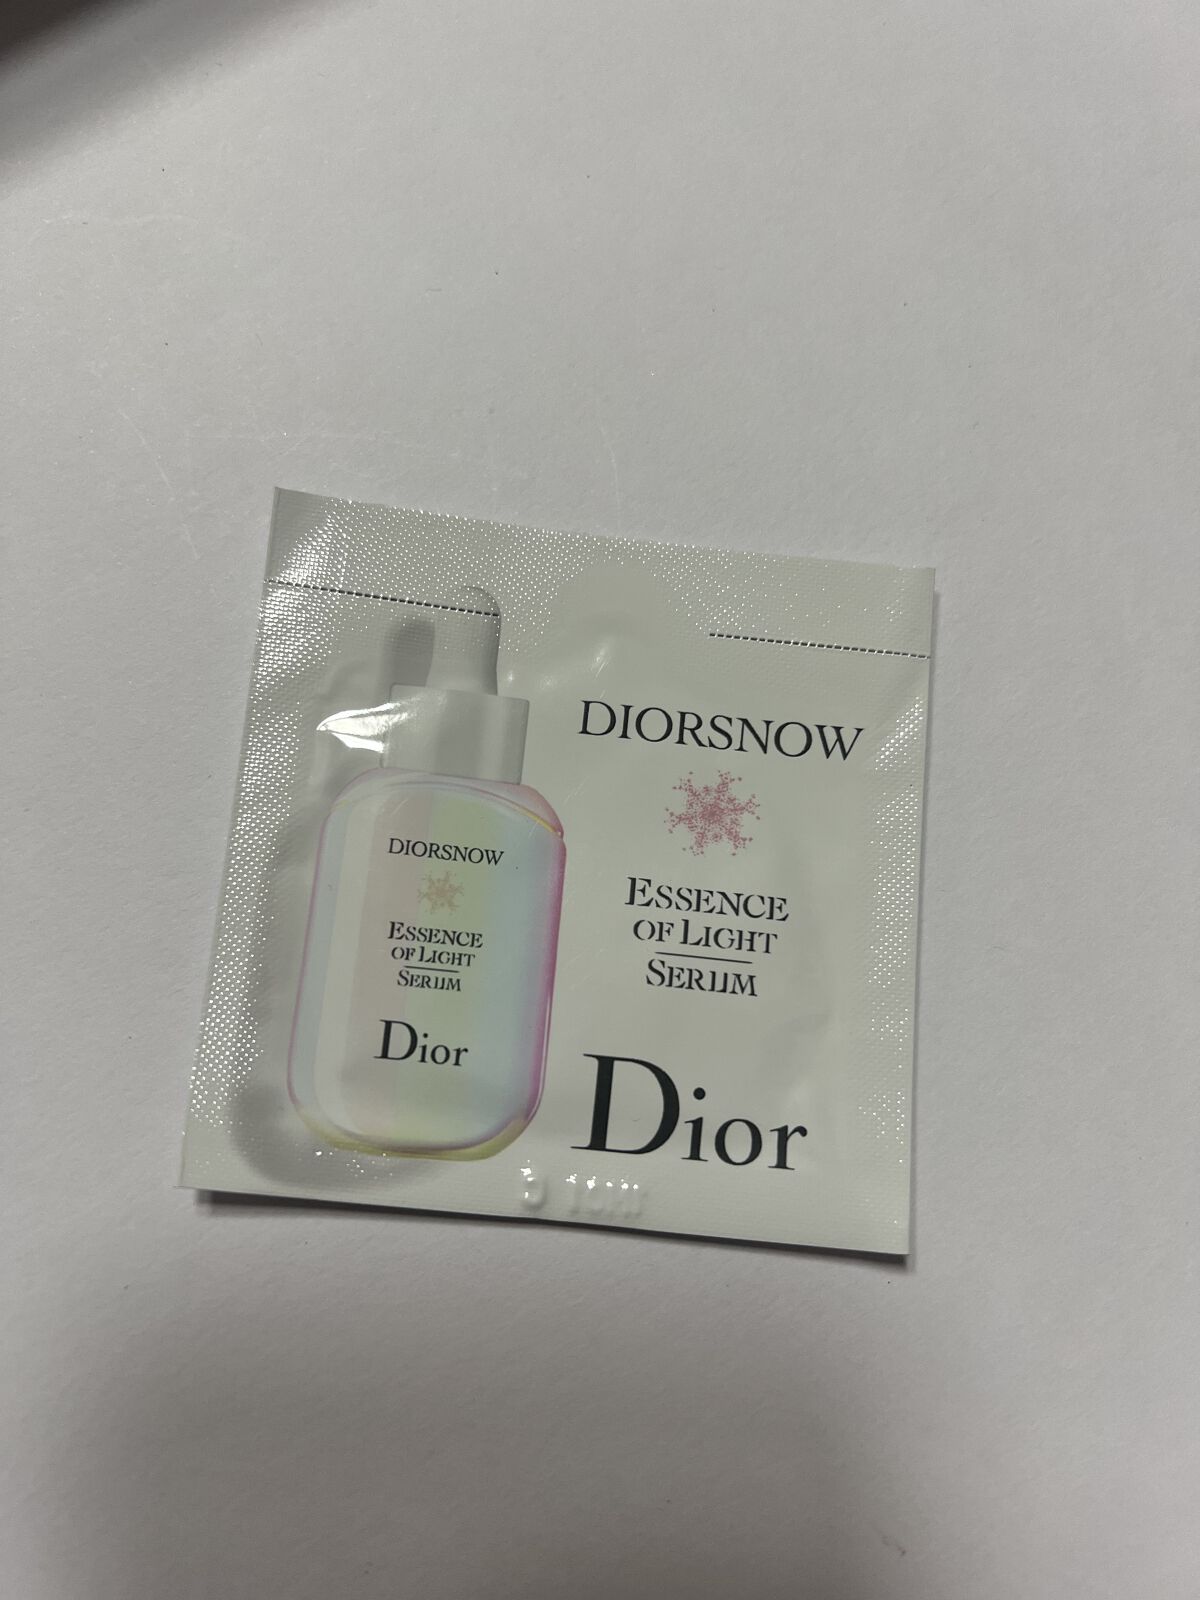 DIORSNOW
ESSENCE
OF LIGHT
SERUM
Dior
DIORSNOW
ESSENCE
OF LIGHT
SERUM
Dior